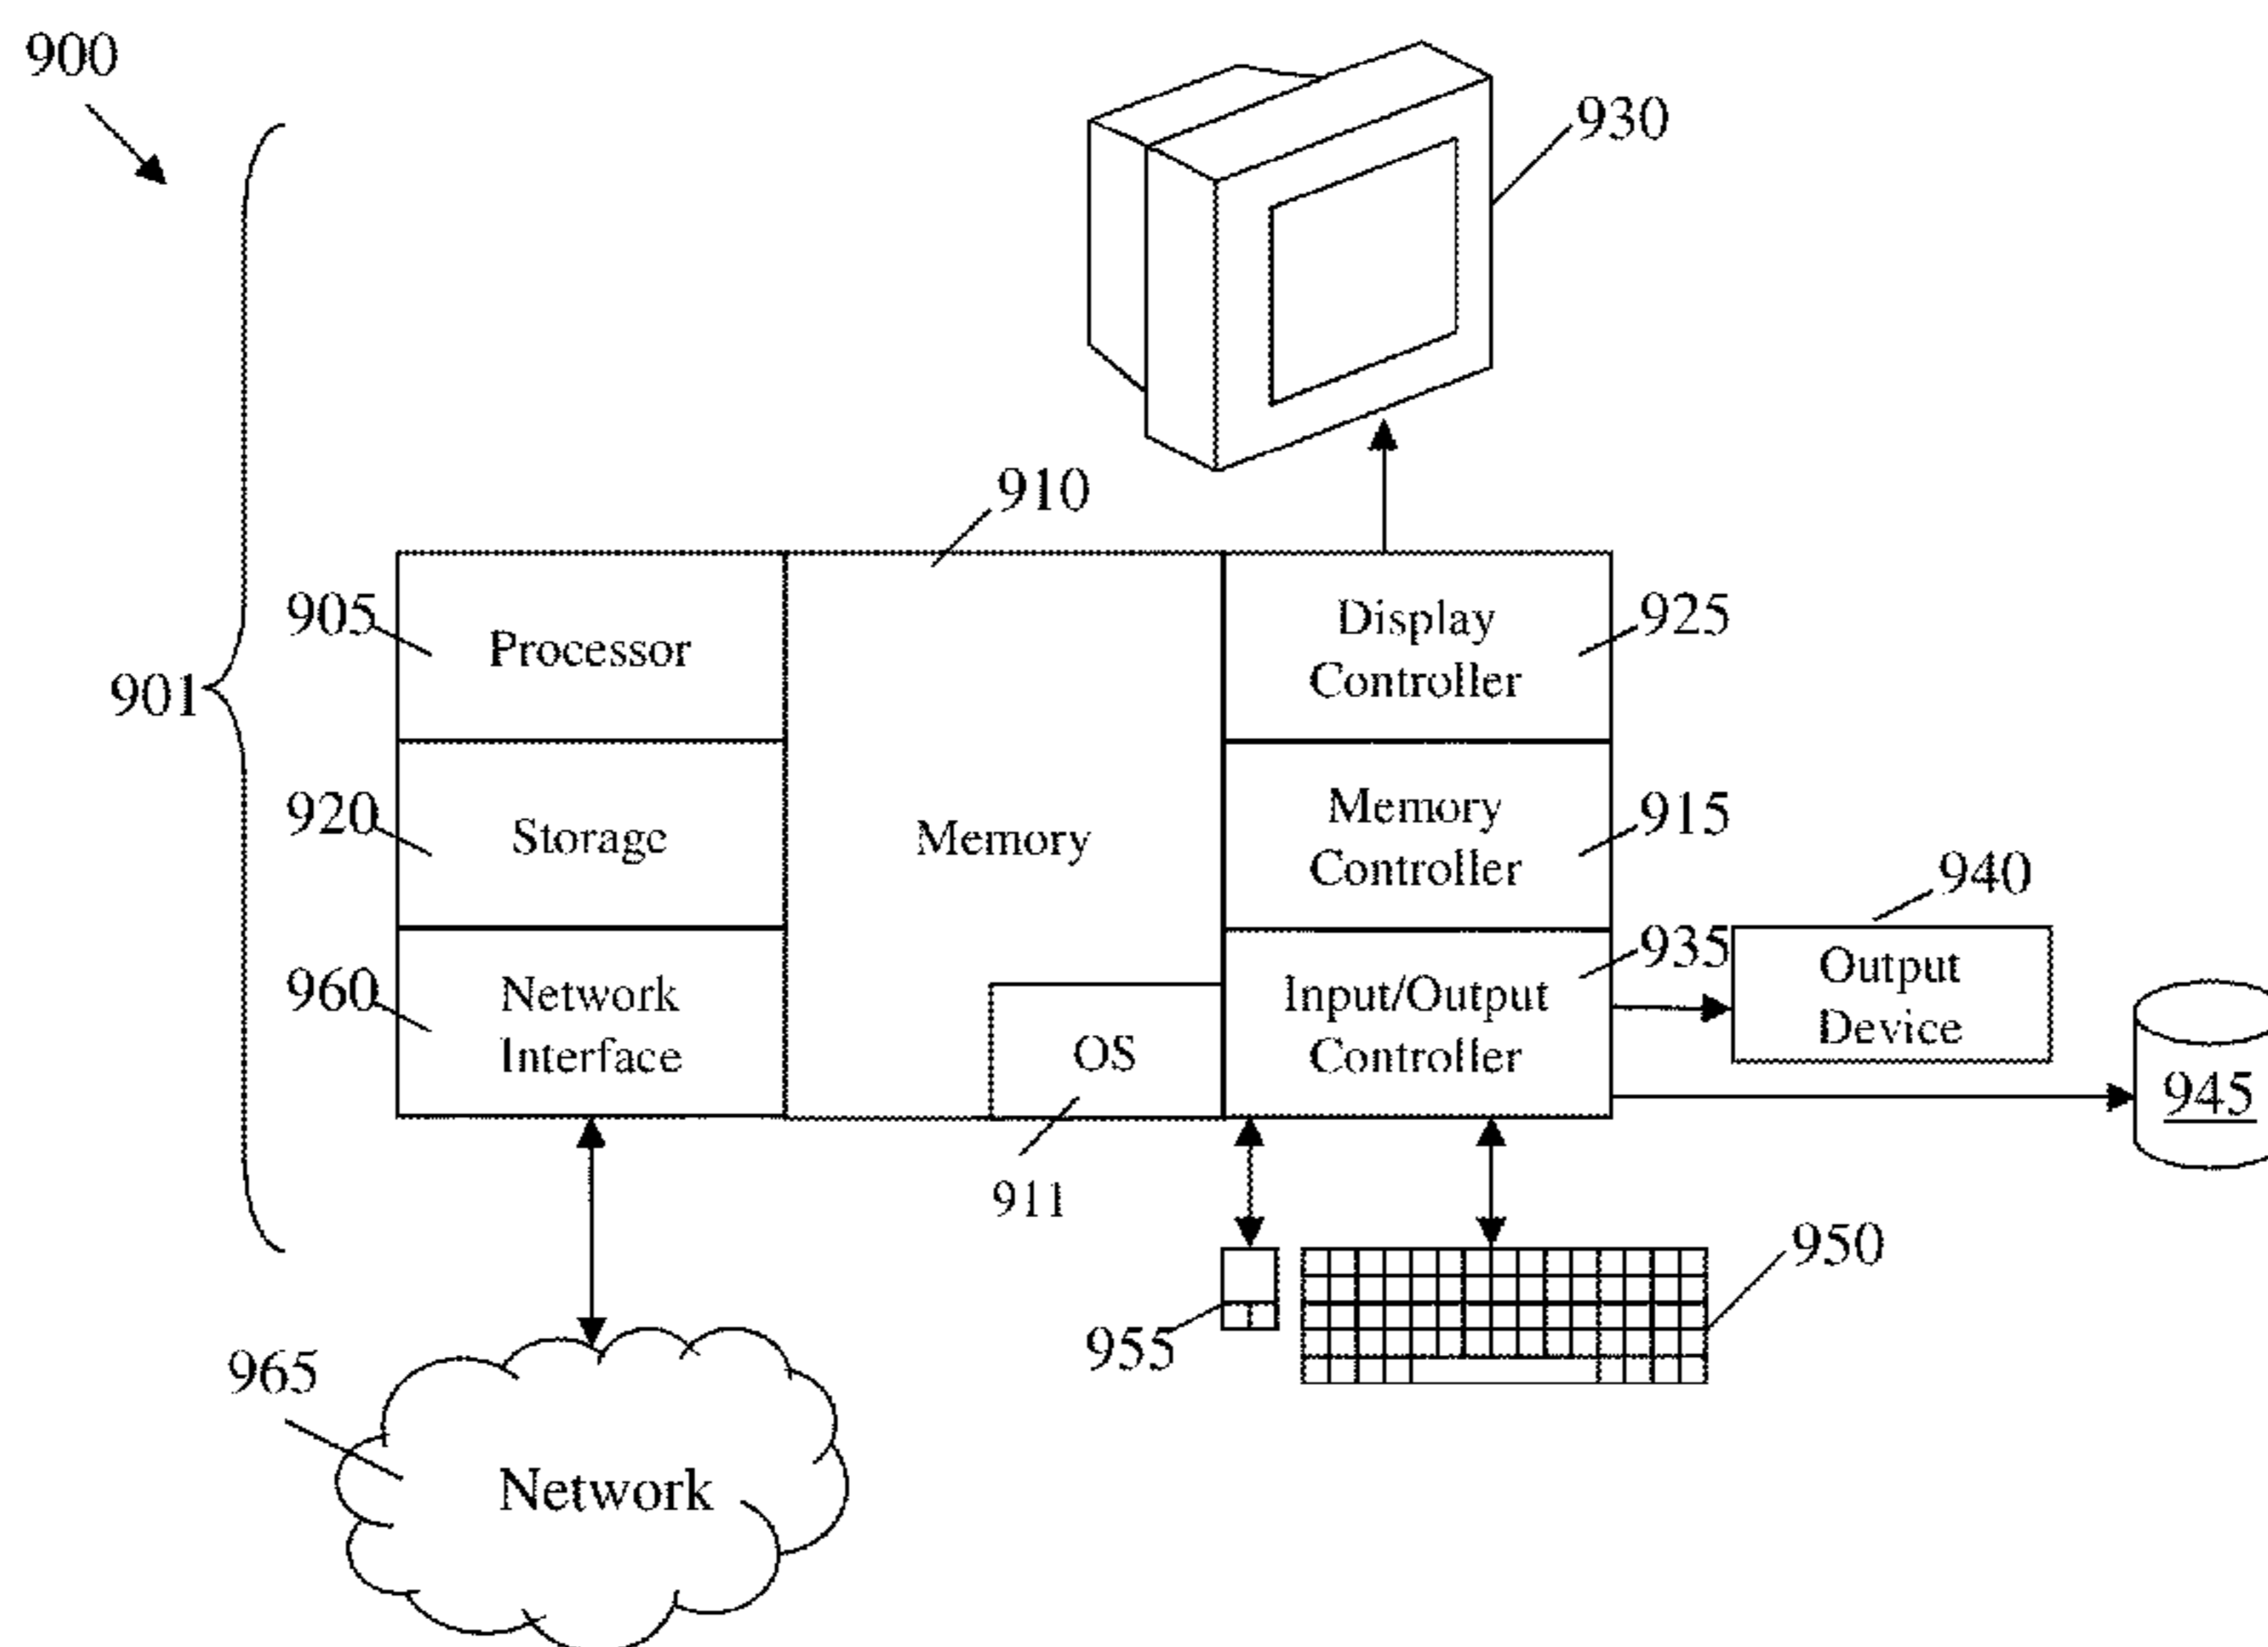 900
930
910
905
Processor
Display
Controller
925
901
920
Storage
Memory
Memory
Controller
915
940
960
Network
Interface
OS
Input/Output
Controller
935
Output
Device
945
911
955
950
965
Network